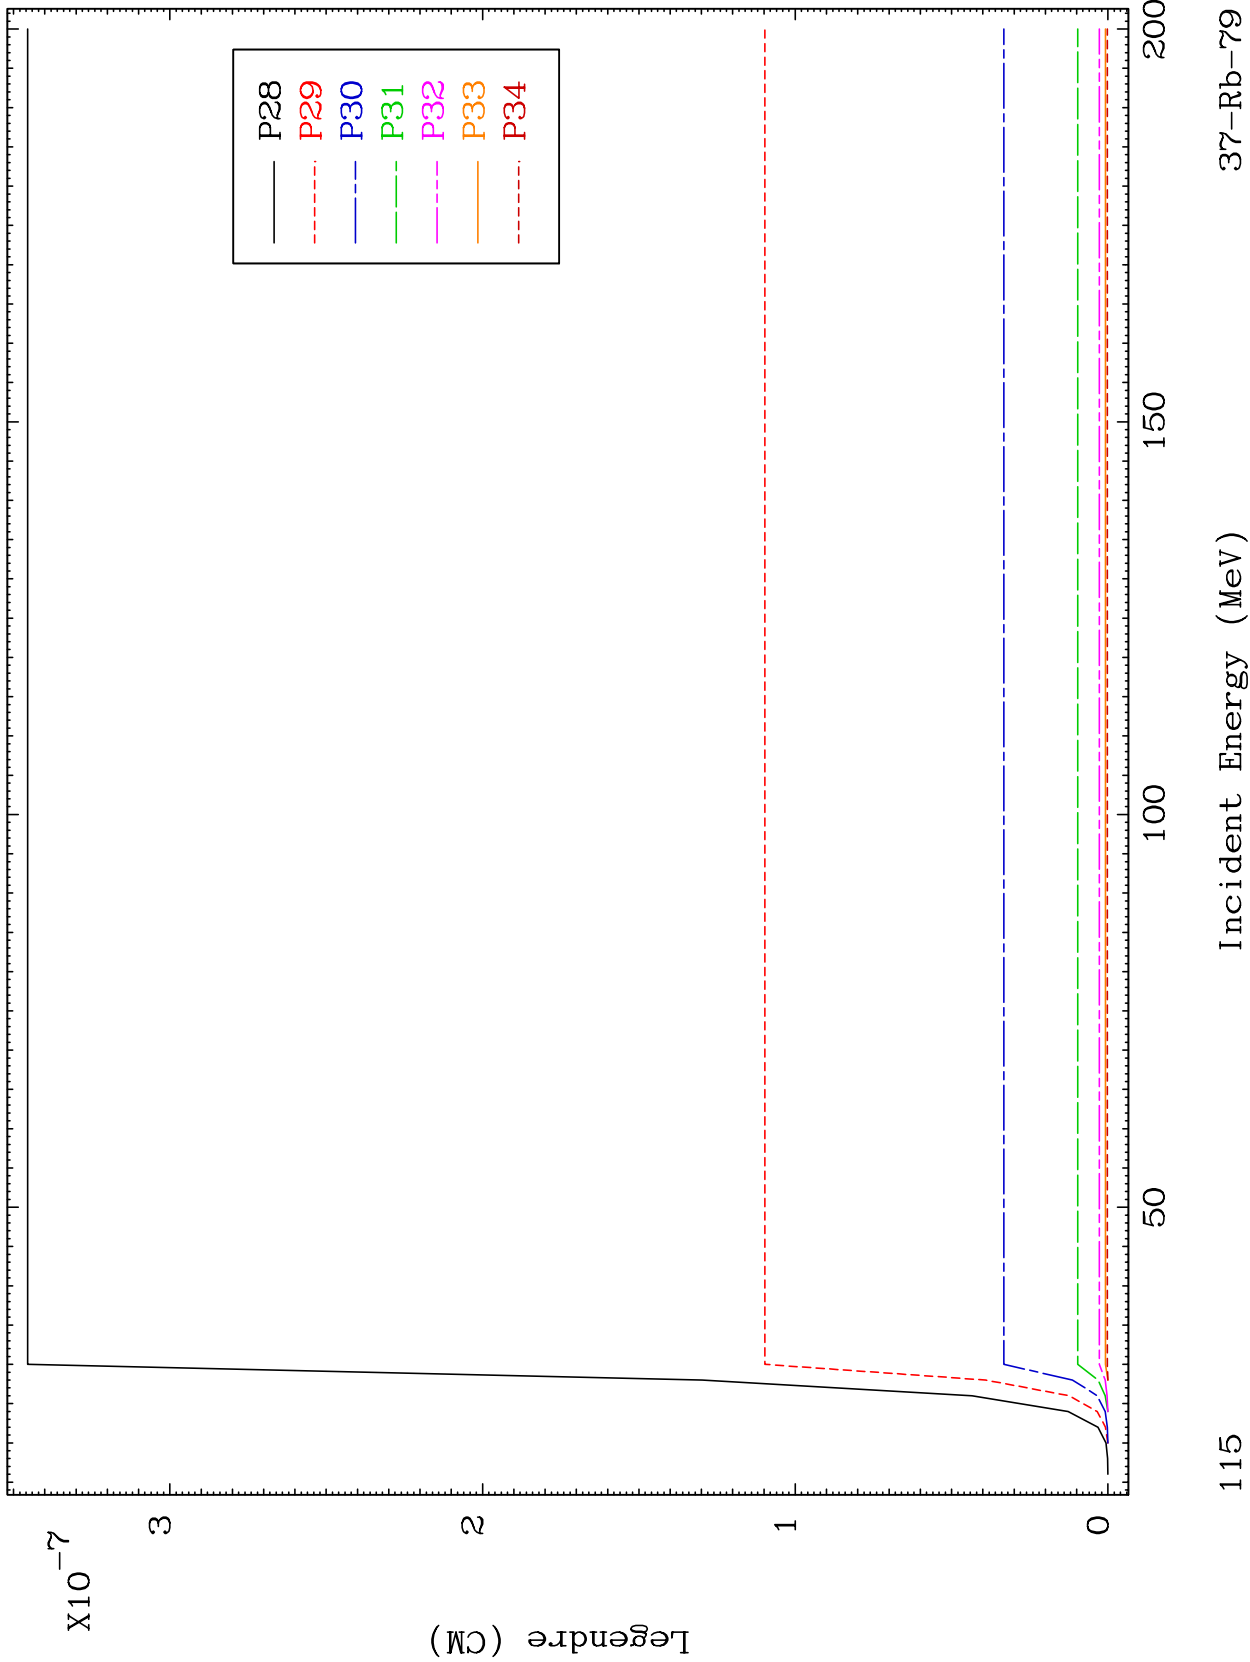 X10-7
3
2
1
0
Legendre (CM)
P28
P29
P30
P31
P32
P33
P34
50
100
150
200
Incident Energy (MeV)
115
37-Rb-79